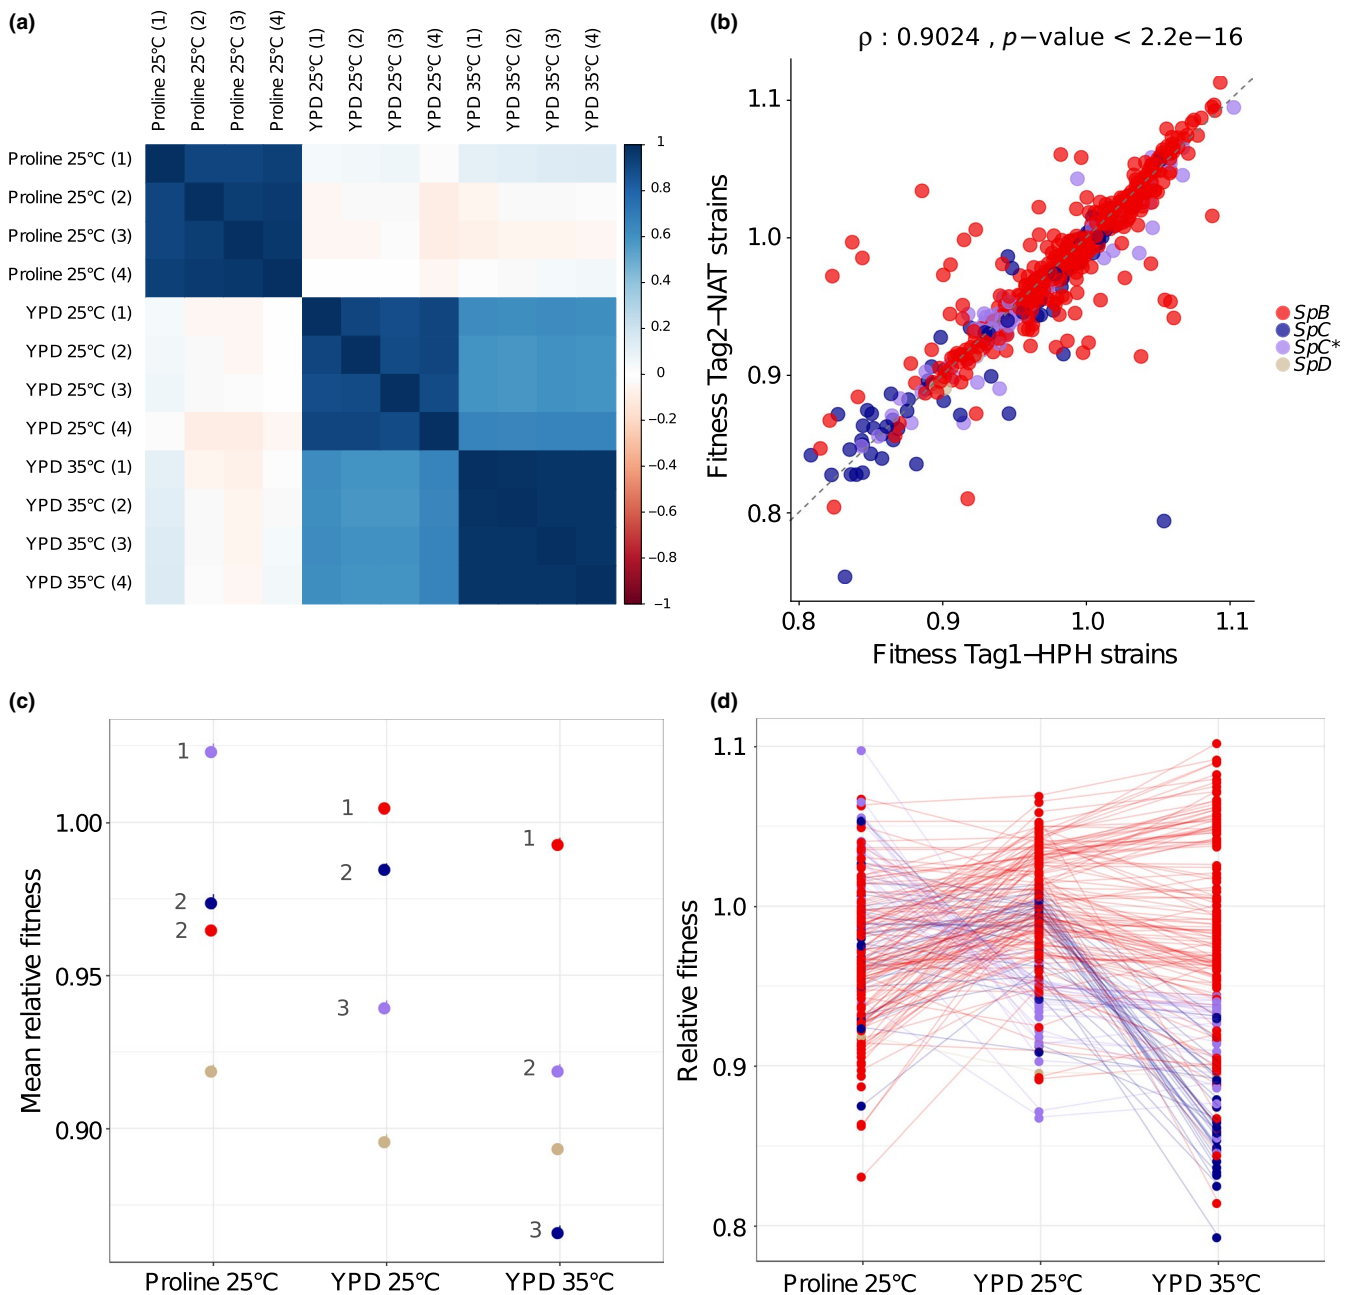 (a)
Proline 25°C (1)
Proline 25°C (2)
Proline 25°C (3)
Proline 25°C (4)
YPD 25°C (1)
YPD 25°C (2)
YPD 25°C (3)
YPD 25°C (4)
YPD 35°C (1)
YPD 35°C (2)
YPD 35°C (3)
YPD 35°C (4)
Proline 25°C (1)
Proline 25°C (2)
Proline 25°C (3)
Proline 25°C (4)
YPD 25°C (1)
YPD 25°C (2)
YPD 25°C (3)
YPD 25°C (4)
YPD 35°C (1)
YPD 35°C (2)
YPD 35°C (3)
YPD 35°C (4)
1
0.8
0.6
0.4
0.2
0
−0.2
−0.4
−0.6
−0.8
−1
(b)
ρ : 0.9024 , p−value < 2.2e−16
Fitness Tag2−NAT strains
1.1
1.0
0.9
0.8
0.8 0.9 1.0 1.1
Fitness Tag1−HPH strains
SpB
SpC
SpC*
SpD
(c)
Mean relative fitness
1.00
0.95
0.90
1
2
2
1
2
3
1
2
3
Proline 25°C YPD 25°C YPD 35°C
(d)
Relative fitness
1.1
1.0
0.9
0.8
Proline 25°C YPD 25°C YPD 35°C